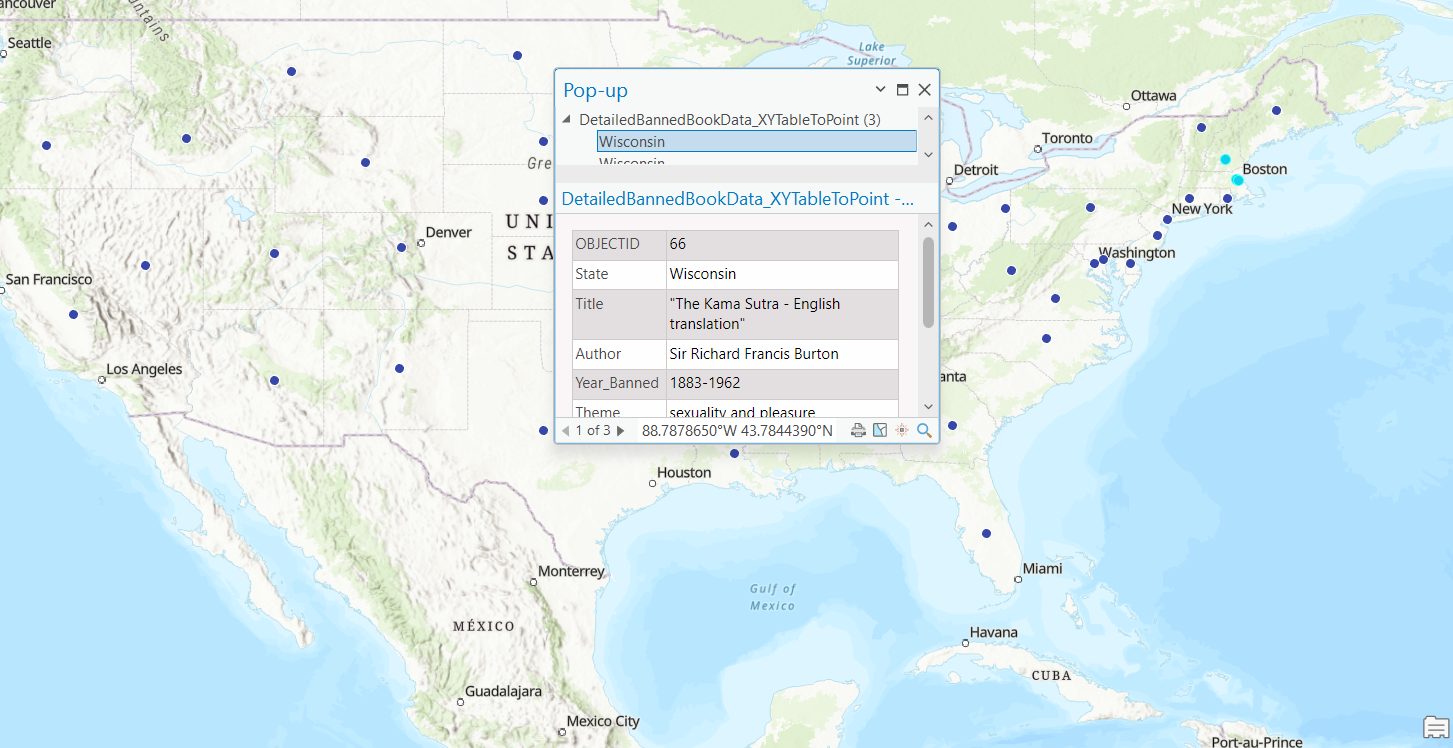 ancouver
Seattle
untains
Lake
Superior
Ottawa
Toronto
Detroit
Boston
New York
Washington
Gre
UNI
STA
Denver
San Francisco
Los Angeles
anta
Houston
Monterrey
Gulf of
Mexico
Miami
MÉXICO
Havana
CUBA
Guadalajara
Mexico City
Port-au-Prince
Pop-up
DetailedBannedBookData_XYTableToPoint (3)
Wisconsin
Wisconsin
DetailedBannedBookData_XYTableToPoint -...
OBJECTID 66
State Wisconsin
Title "The Kama Sutra - English
translation"
Author Sir Richard Francis Burton
Year_Banned 1883-1962
Theme sexuality and pleasure
1 of 3 88.7878650°W 43.7844390°N